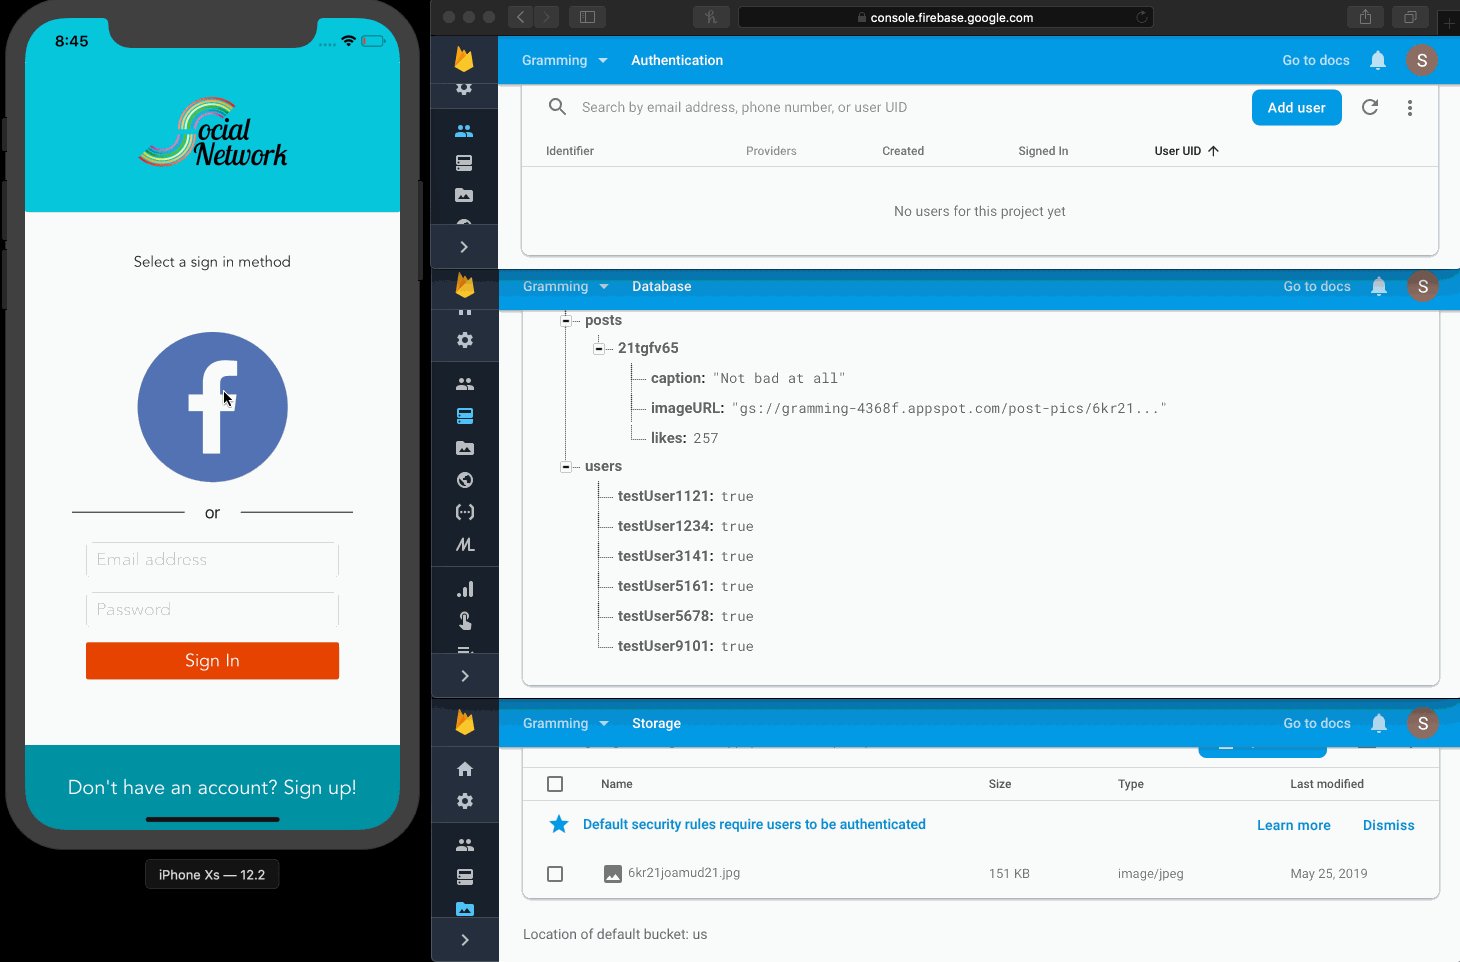 8:45
Social
Network
Select a sign in method
f
or
Email address
Password
Sign In
Don't have an account? Sign up!
iPhone Xs — 12.2
console.firebase.google.com
Gramming
Authentication
Go to docs
S
Search by email address, phone number, or user UID
Add user
Identifier
Providers
Created
Signed In
User UID
No users for this project yet
Gramming
Database
Go to docs
S
posts
21tgfv65
caption: "Not bad at all"
imageURL: "gs://gramming-4368f.appspot.com/post-pics/6kr21..."
likes: 257
users
testUser1121: true
testUser1234: true
testUser3141: true
testUser5161: true
testUser5678: true
testUser9101: true
Gramming
Storage
Go to docs
S
Name
Size
Type
Last modified
Default security rules require users to be authenticated
Learn more
Dismiss
6kr21joamud21.jpg
151 KB
image/jpeg
May 25, 2019
Location of default bucket: us